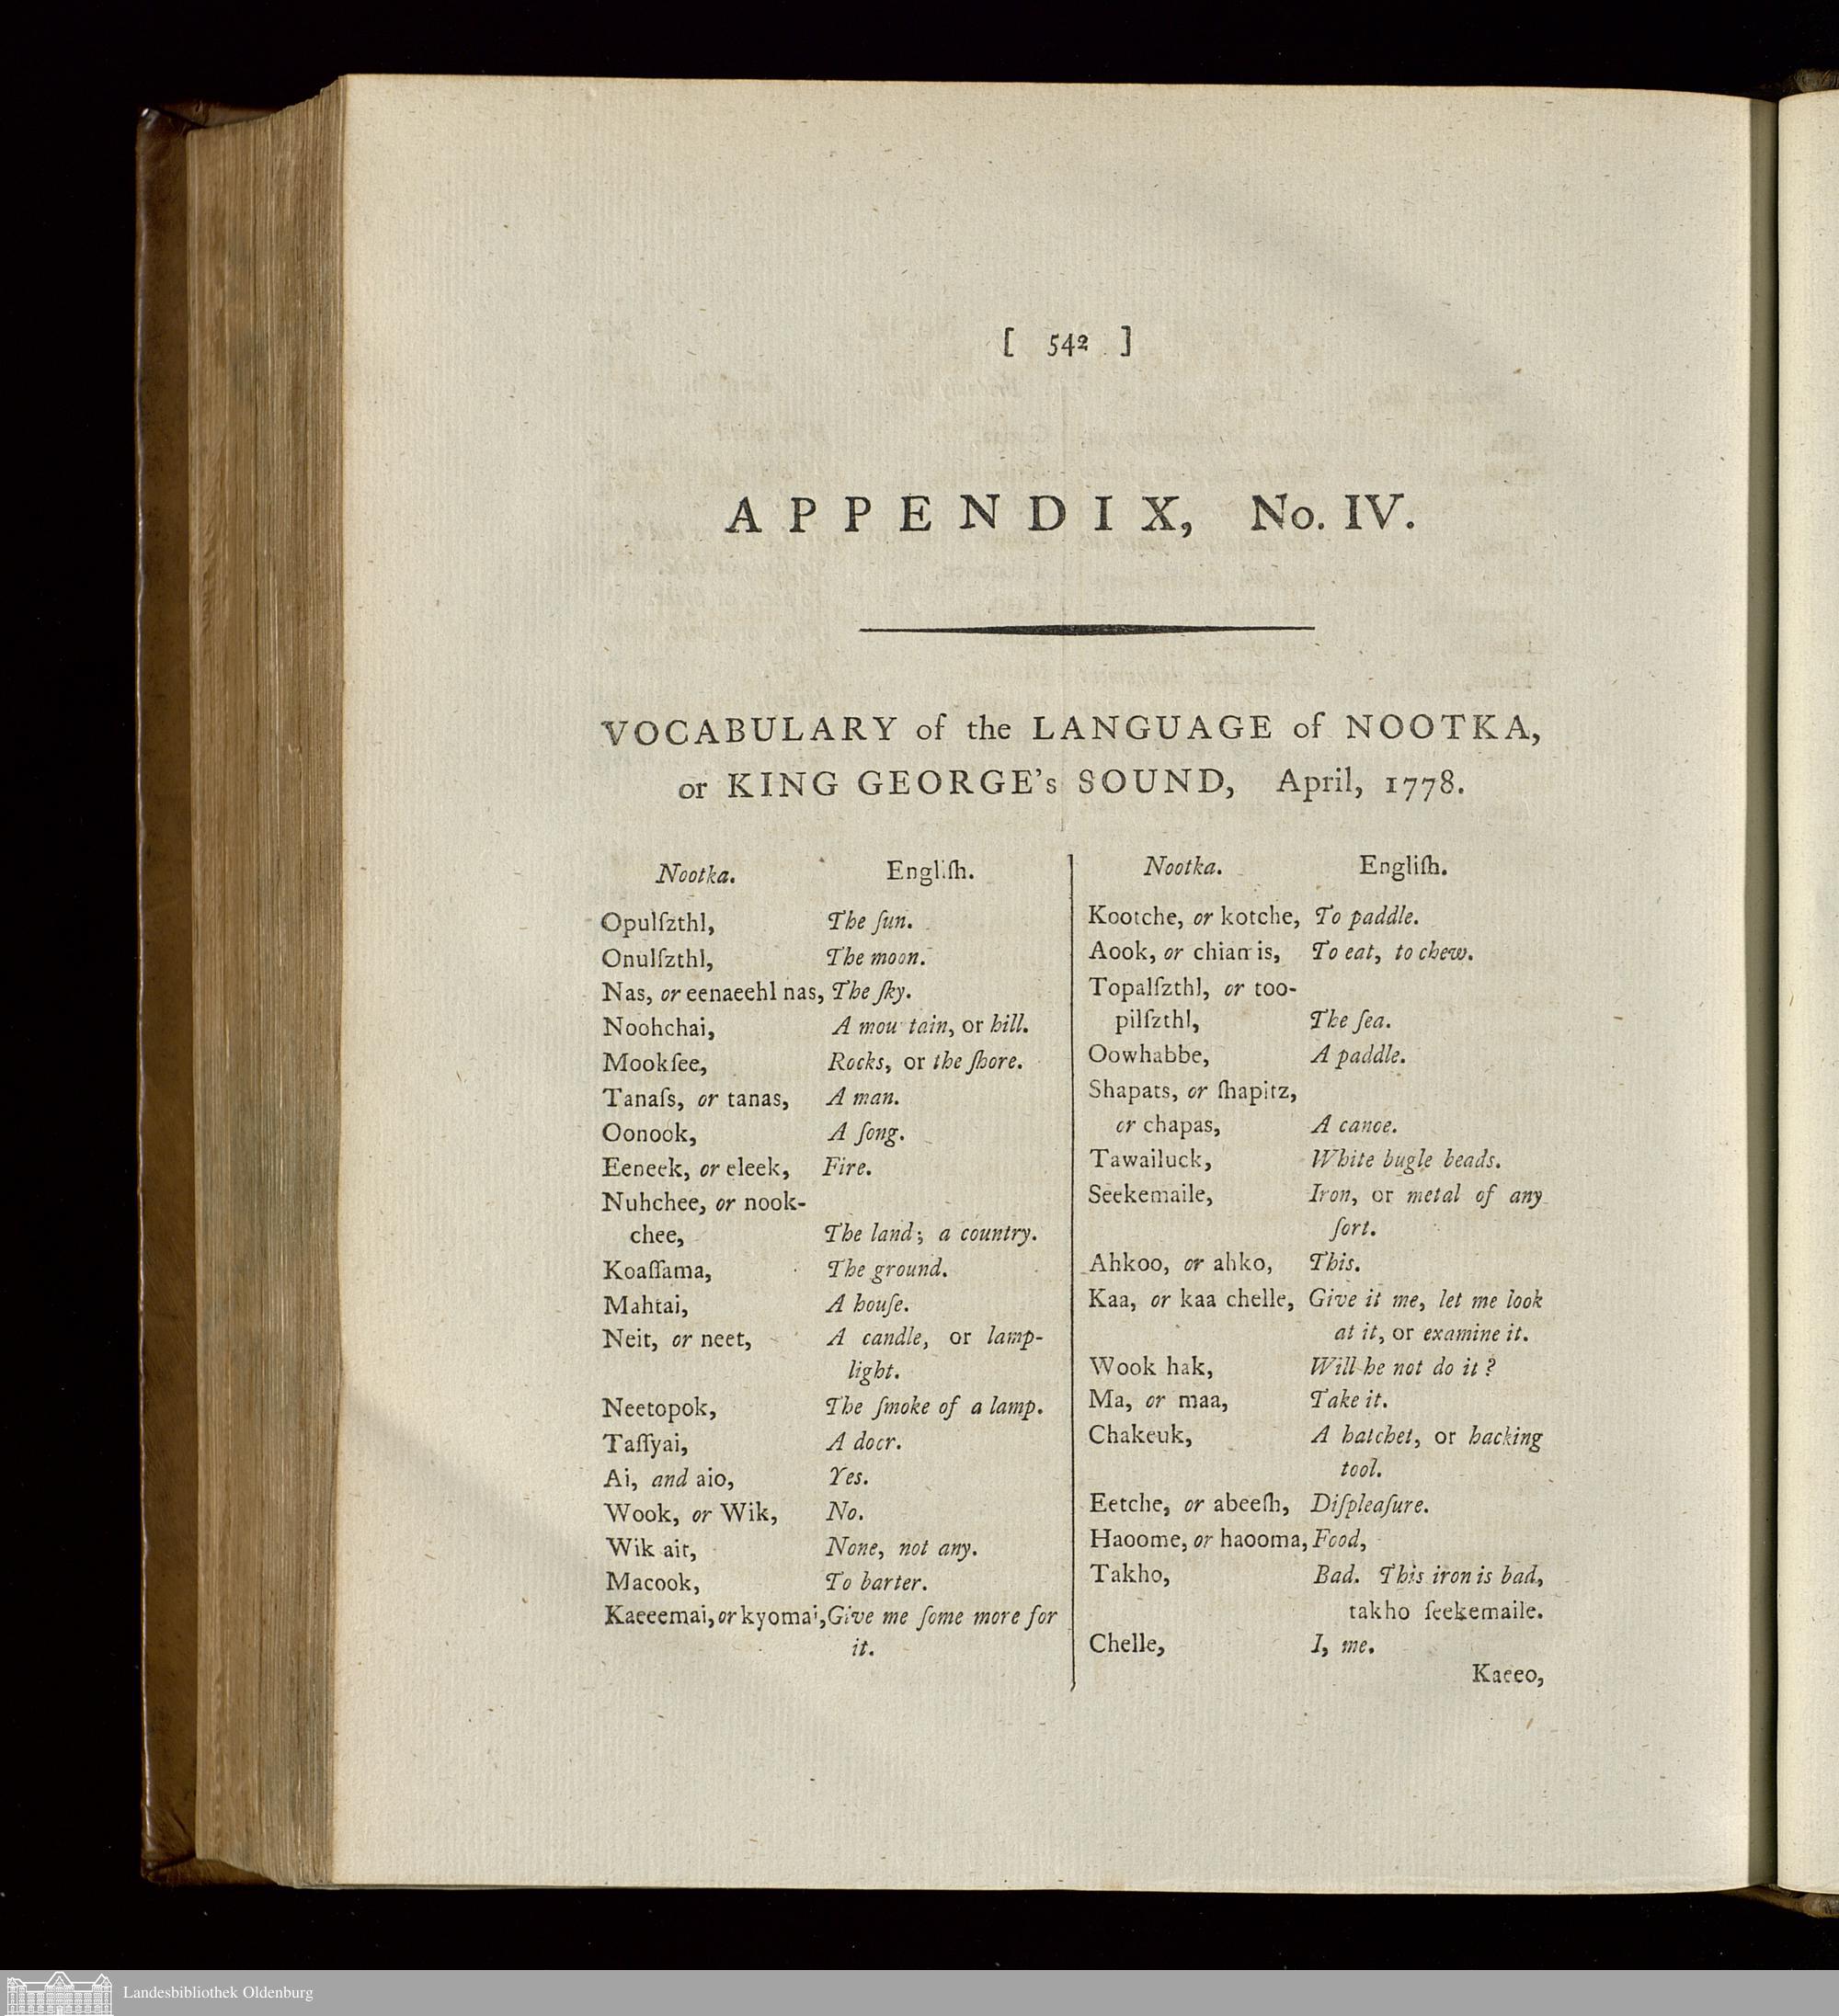 [ 542 ]
APPENDIX, No. IV.
VOCABULARY of the LANGUAGE of NOOTKA,
or KING GEORGE's SOUND, April, 1778.
Nootka. Engliſh.
Opulſzthl, The ſun.
Onulſzthl, The moon.
Nas, or eenaeehl nas, The ſky.
Noohchai, A mou tain, or hill.
Mookſee, Rocks, or the ſhore.
Tanaſs, or tanas, A man.
Oonook, A ſong.
Eeneek, or eleek, Fire.
Nuhchee, or nook-
chee, The land; a country.
Koaſſama, The ground.
Mahtai, A houſe.
Neit, or neet, A candle, or lamp-
light.
Neetopok, The ſmoke of a lamp.
Taſſyai, A door.
Ai, and aio, Yes.
Wook, or Wik, No.
Wik ait, None, not any.
Macook, To barter.
Kaeeemai, or kyomai, Give me ſome more for
it.
Nootka. Engliſh.
Kootche, or kotche, To paddle.
Aook, or chiamis, To eat, to chew.
Topalſzthl, or too-
pilſzthl, The ſea.
Oowhabbe, A paddle.
Shapats, or ſhapitz,
or chapas, A canoe.
Tawailuck, White bugle beads.
Seekemaile, Iron, or metal of any
ſort.
Ahkoo, or ahko, This.
Kaa, or kaa chelle, Give it me, let me look
at it, or examine it.
Wook hak, Will he not do it?
Ma, or maa, Take it.
Chakeuk, A hatchet, or hacking
tool.
Eetche, or abeeſh, Diſpleaſure.
Haoome, or haooma, Food,
Takho, Bad. This iron is bad,
takho ſeekemaile.
Chelle, I, me.
Kaeeo,
Landesbibliothek Oldenburg